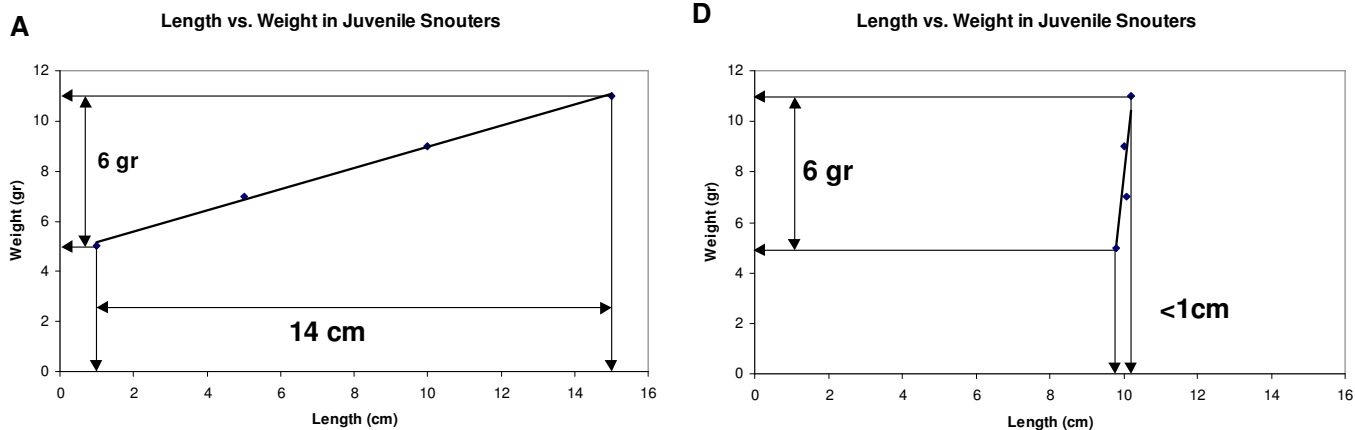 A
Length vs. Weight in Juvenile Snouters
12
10
8
6
4
2
0
Weight (gr)
6 gr
14 cm
0 2 4 6 8 10 12 14 16
Length (cm)
D
Length vs. Weight in Juvenile Snouters
12
10
8
6
4
2
0
Weight (gr)
6 gr
<1cm
0 2 4 6 8 10 12 14 16
Length (cm)